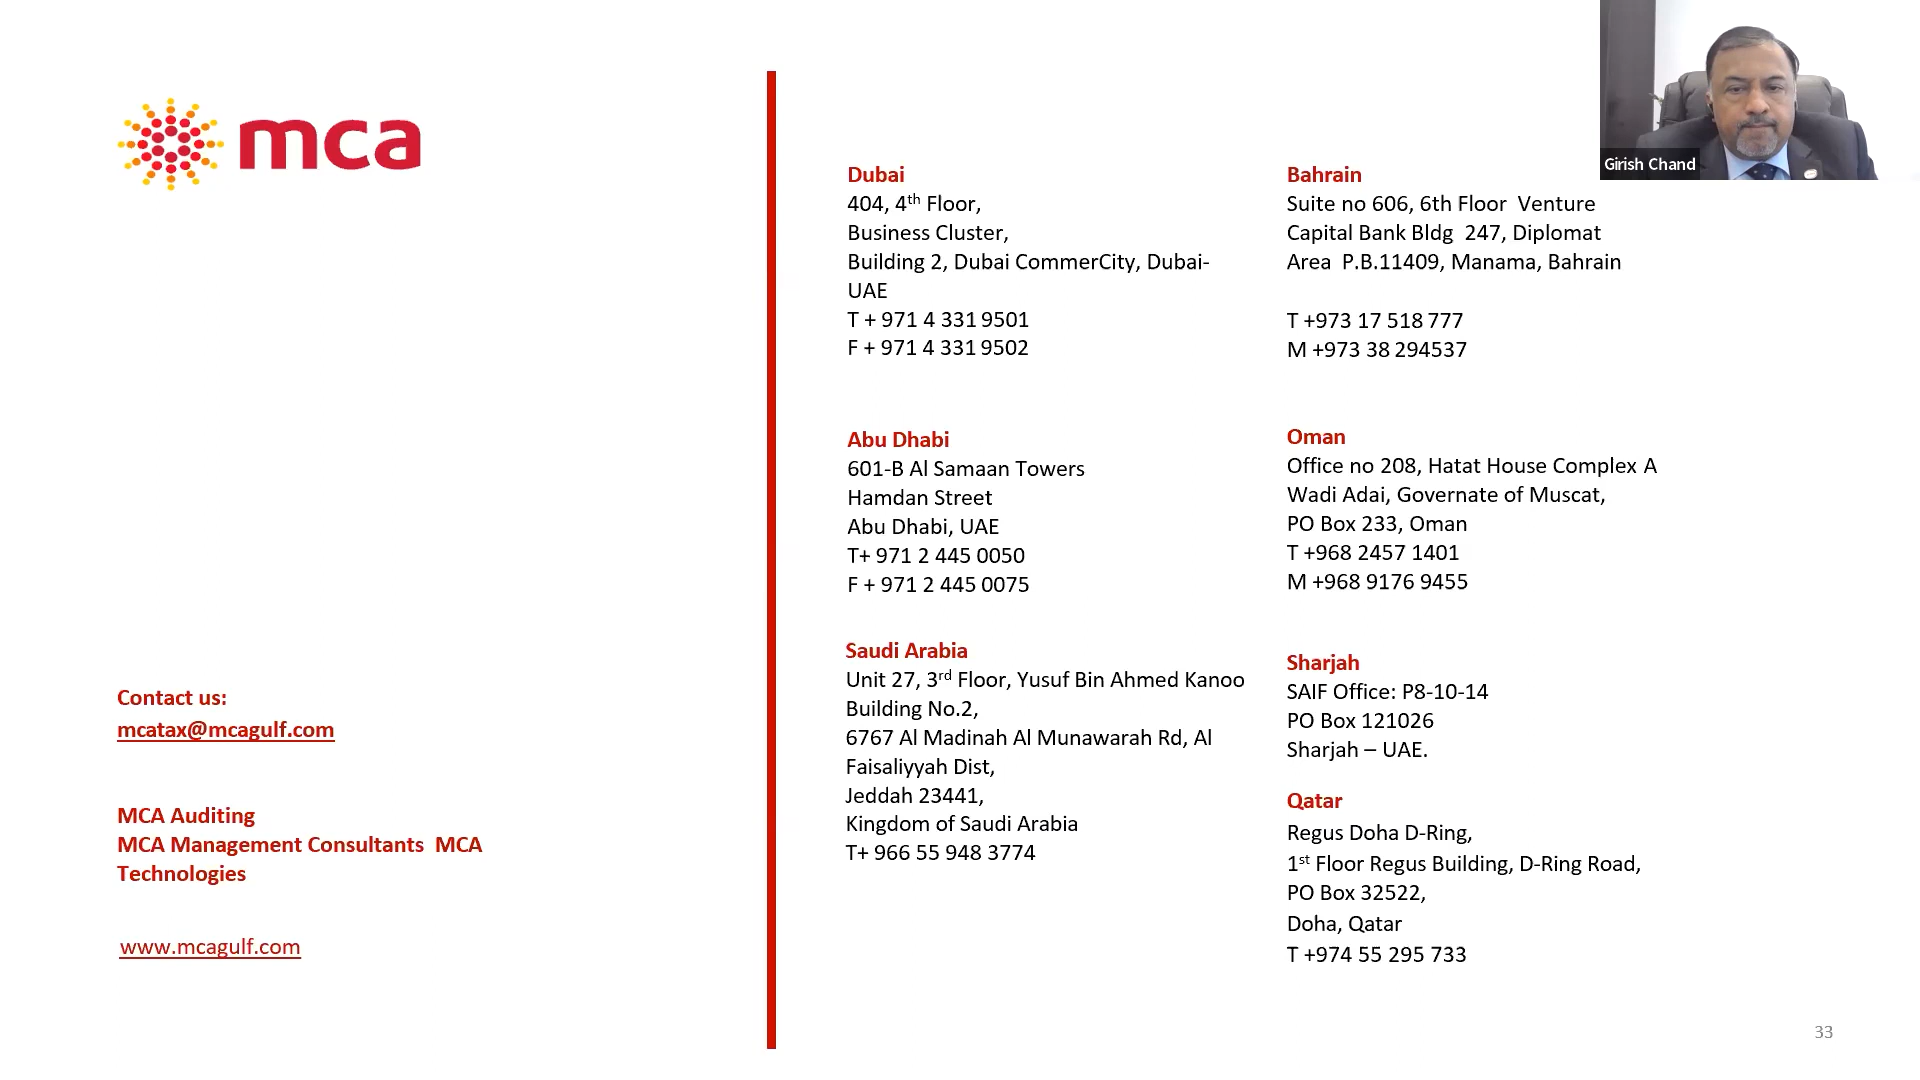 mca
Contact us:
mcatax@mcagulf.com
MCA Auditing
MCA Management Consultants  MCA
Technologies
www.mcagulf.com
Dubai
404, 4th Floor,
Business Cluster,
Building 2, Dubai CommerCity, Dubai-
UAE
T + 971 4 331 9501
F + 971 4 331 9502
Abu Dhabi
601-B Al Samaan Towers
Hamdan Street
Abu Dhabi, UAE
T+ 971 2 445 0050
F + 971 2 445 0075
Saudi Arabia
Unit 27, 3rd Floor, Yusuf Bin Ahmed Kanoo
Building No.2,
6767 Al Madinah Al Munawarah Rd, Al
Faisaliyyah Dist,
Jeddah 23441,
Kingdom of Saudi Arabia
T+ 966 55 948 3774
Bahrain
Suite no 606, 6th Floor  Venture
Capital Bank Bldg  247, Diplomat
Area  P.B.11409, Manama, Bahrain
T +973 17 518 777
M +973 38 294537
Oman
Office no 208, Hatat House Complex A
Wadi Adai, Governate of Muscat,
PO Box 233, Oman
T +968 2457 1401
M +968 9176 9455
Sharjah
SAIF Office: P8-10-14
PO Box 121026
Sharjah – UAE.
Qatar
Regus Doha D-Ring,
1st Floor Regus Building, D-Ring Road,
PO Box 32522,
Doha, Qatar
T +974 55 295 733
Girish Chand
33